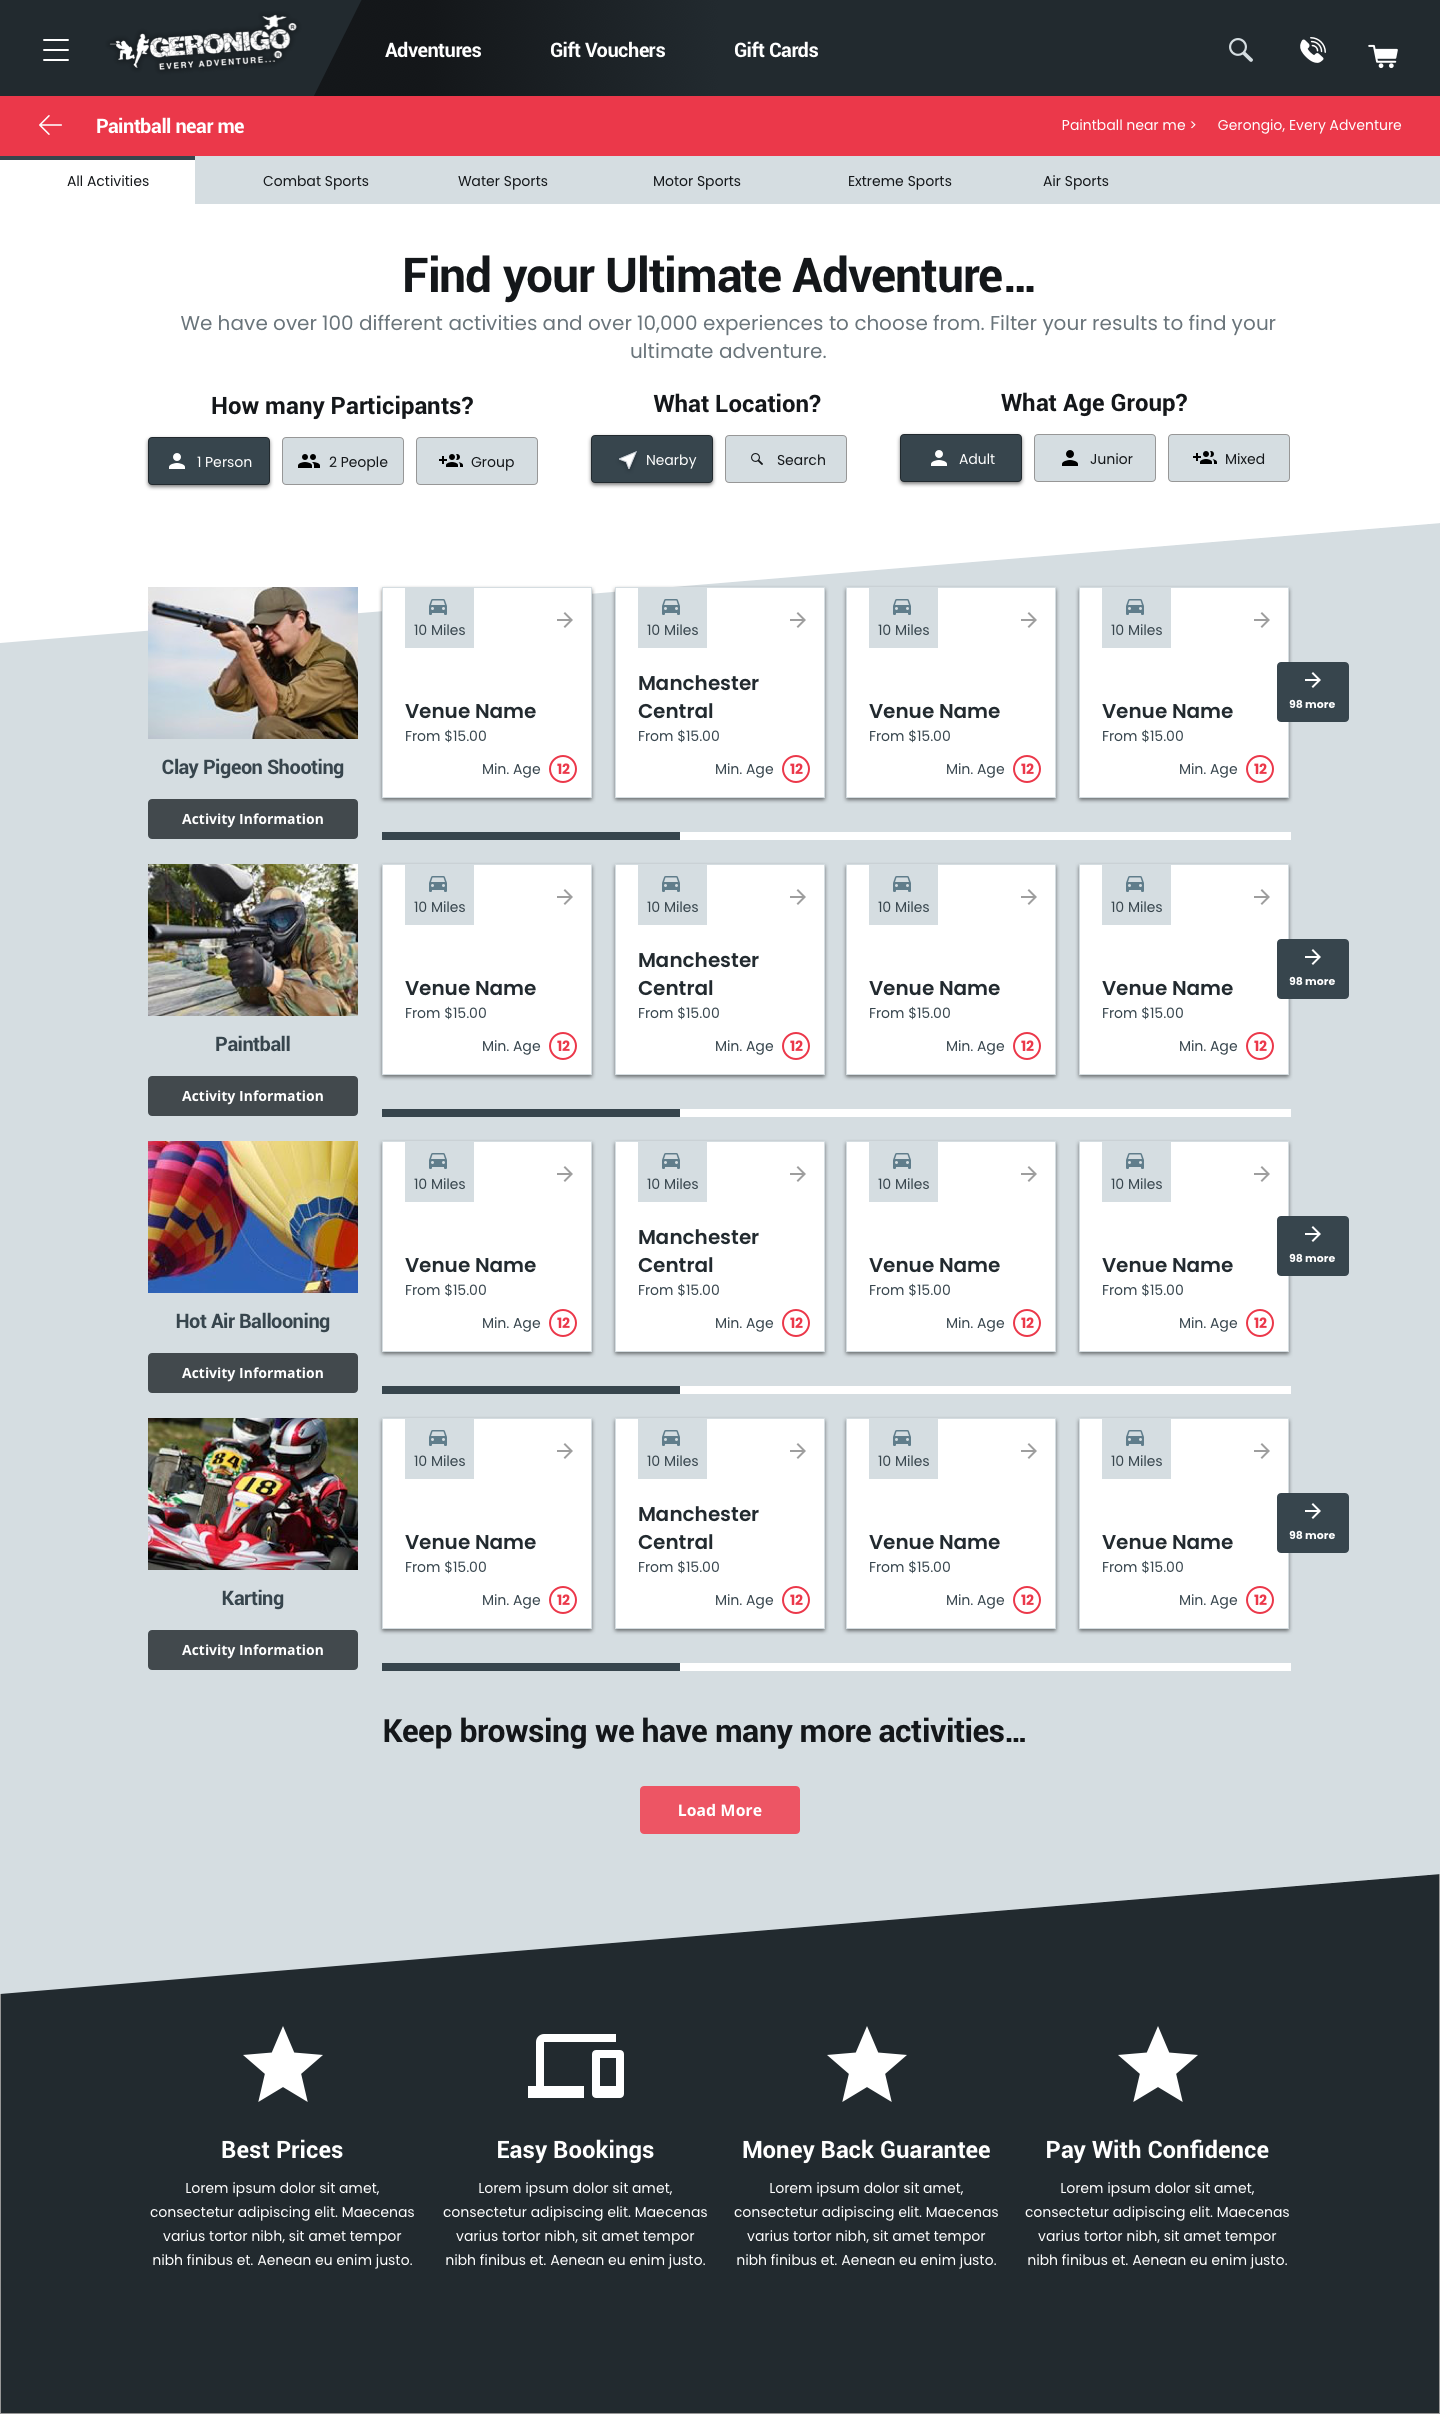 GERONIGO
EVERY ADVENTURE...
Adventures
Gift Vouchers
Gift Cards
Paintball near me
Paintball near me >
Gerongio, Every Adventure
All Activities
Combat Sports
Water Sports
Motor Sports
Extreme Sports
Air Sports
Find your Ultimate Adventure...
We have over 100 different activities and over 10,000 experiences to choose from. Filter your results to find your
ultimate adventure.
How many Participants?
1 Person
2 People
Group
What Location?
Nearby
Search
What Age Group?
Adult
Junior
Mixed
Clay Pigeon Shooting
Activity Information
10 Miles
Venue Name
From $15.00
Min. Age 12
10 Miles
Manchester
Central
From $15.00
Min. Age 12
10 Miles
Venue Name
From $15.00
Min. Age 12
10 Miles
Venue Name
From $15.00
Min. Age 12
98 more
Paintball
Activity Information
10 Miles
Venue Name
From $15.00
Min. Age 12
10 Miles
Manchester
Central
From $15.00
Min. Age 12
10 Miles
Venue Name
From $15.00
Min. Age 12
10 Miles
Venue Name
From $15.00
Min. Age 12
98 more
Hot Air Ballooning
Activity Information
10 Miles
Venue Name
From $15.00
Min. Age 12
10 Miles
Manchester
Central
From $15.00
Min. Age 12
10 Miles
Venue Name
From $15.00
Min. Age 12
10 Miles
Venue Name
From $15.00
Min. Age 12
98 more
84
18
Karting
Activity Information
10 Miles
Venue Name
From $15.00
Min. Age 12
10 Miles
Manchester
Central
From $15.00
Min. Age 12
10 Miles
Venue Name
From $15.00
Min. Age 12
10 Miles
Venue Name
From $15.00
Min. Age 12
98 more
Keep browsing we have many more activities...
Load More
Best Prices
Lorem ipsum dolor sit amet,
consectetur adipiscing elit. Maecenas
varius tortor nibh, sit amet tempor
nibh finibus et. Aenean eu enim justo.
Easy Bookings
Lorem ipsum dolor sit amet,
consectetur adipiscing elit. Maecenas
varius tortor nibh, sit amet tempor
nibh finibus et. Aenean eu enim justo.
Money Back Guarantee
Lorem ipsum dolor sit amet,
consectetur adipiscing elit. Maecenas
varius tortor nibh, sit amet tempor
nibh finibus et. Aenean eu enim justo.
Pay With Confidence
Lorem ipsum dolor sit amet,
consectetur adipiscing elit. Maecenas
varius tortor nibh, sit amet tempor
nibh finibus et. Aenean eu enim justo.